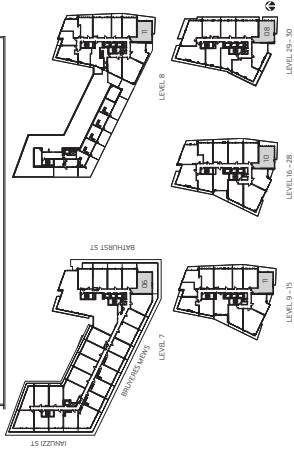 11
LEVEL 8
08
LEVEL 29 - 30
10
LEVEL 16 - 28
BATHURST ST
06
BRUYERES MEWS
LEVEL 7
IANUZZI ST
11
LEVEL 9 - 15